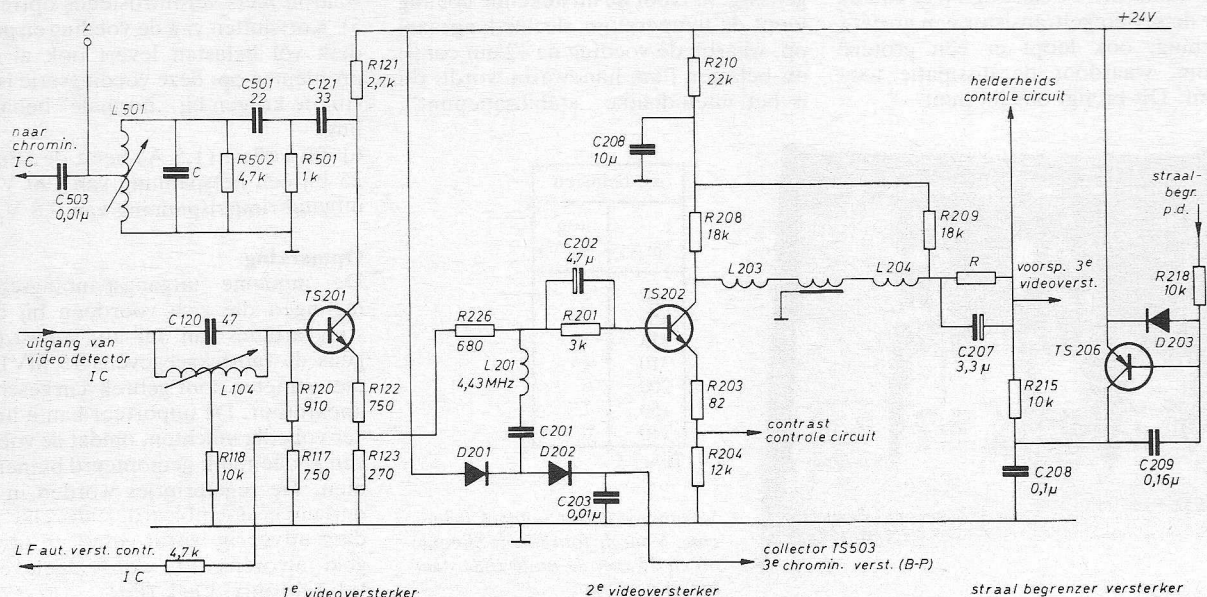 +24V
A
L501
C501
22
C121
33
R121
2,7k
R210
22k
helderheids
controle circuit
naar
chromin.
IC
C503
0,01µ
C
R502
4,7k
R501
1k
C208
10µ
straal-
begr.
p.d.
R208
18k
R209
18k
C202
4,7µ
L203
L204
R
voorsp. 3e
videoverst.
R218
10k
TS201
TS202
C120
47
uitgang van
video detector
IC
L104
R226
680
R201
3k
C207
3,3µ
TS206
D203
L201
4,43MHz
R120
910
R122
750
R203
82
R215
10k
contrast
controle circuit
R118
10k
R117
750
R123
270
C201
D201
D202
R204
12k
C203
0,01µ
C208
0,1µ
C209
0,16µ
LF aut. verst. contr.
IC
4,7k
collector TS503
3e chromin. verst. (B-P)
1e videoversterker
2e videoversterker
straal begrenzer versterker